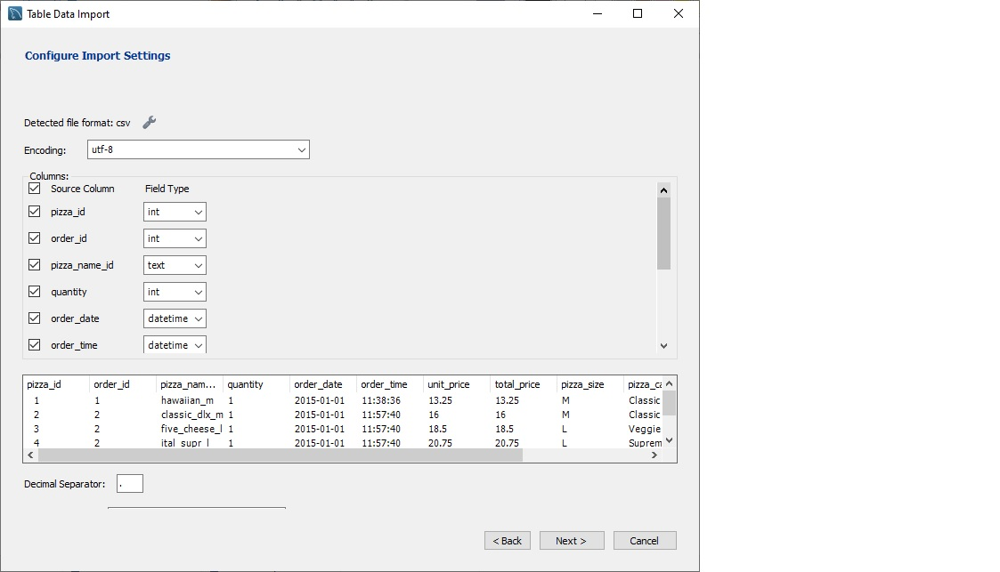 Table Data Import
Configure Import Settings
Detected file format: csv
Encoding: utf-8
Columns:
Source Column Field Type
pizza_id int
order_id int
pizza_name_id text
quantity int
order_date datetime
order_time datetime
pizza_id order_id pizza_nam... quantity order_date order_time unit_price total_price pizza_size pizza_ca
1 1 hawaiian_m 1 2015-01-01 11:38:36 13.25 13.25 M Classic
2 2 classic_dlx_m 1 2015-01-01 11:57:40 16 16 M Classic
3 2 five_cheese_l 1 2015-01-01 11:57:40 18.5 18.5 L Veggie
4 2 ital_supr_l 1 2015-01-01 11:57:40 20.75 20.75 L Suprem
Decimal Separator: .
< Back Next > Cancel